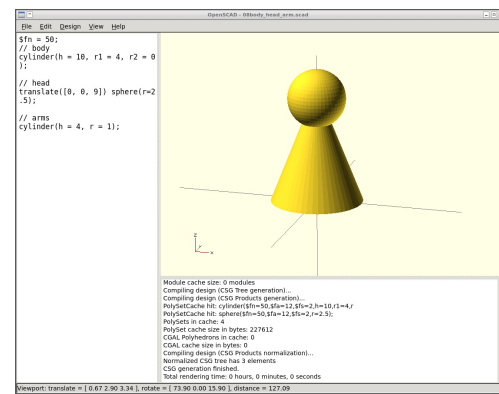 OpenSCAD - 08body_head_arm.scad
File Edit Design View Help
$fn = 50;
// body
cylinder(h = 10, r1 = 4, r2 = 0
);
// head
translate([0, 0, 9]) sphere(r=2
.5);
// arms
cylinder(h = 4, r = 1);
z
y
x
Module cache size: 0 modules
Compiling design (CSG Tree generation)...
Compiling design (CSG Products generation)...
PolySetCache hit: cylinder($fn=50,$fa=12,$fs=2,h=10,r1=4,r
PolySetCache hit: sphere($fn=50,$fa=12,$fs=2,r=2.5);
PolySets in cache: 4
PolySet cache size in bytes: 227612
CGAL Polyhedrons in cache: 0
CGAL cache size in bytes: 0
Compiling design (CSG Products normalization)...
Normalized CSG tree has 3 elements
CSG generation finished.
Total rendering time: 0 hours, 0 minutes, 0 seconds
Viewport: translate = [ 0.67 2.90 3.34 ], rotate = [ 73.90 0.00 15.90 ], distance = 127.09